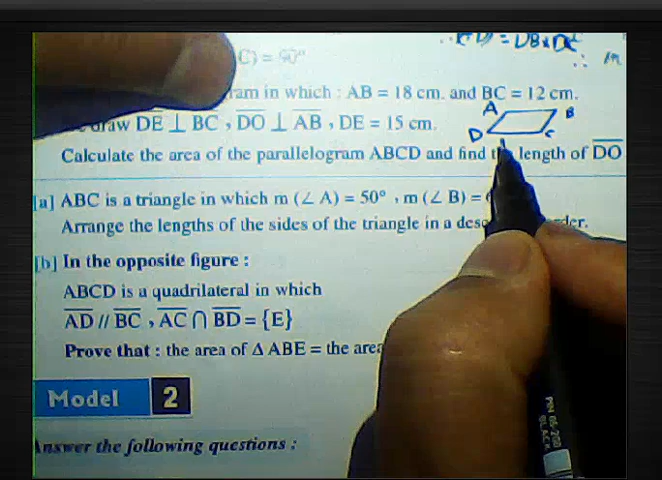 ∴ = DB × DC
C) = 90° ∴ m
ram in which : AB = 18 cm. and BC = 12 cm.
A B
draw DE ⊥ BC , DO ⊥ AB , DE = 15 cm. D C
Calculate the area of the parallelogram ABCD and find length of DO
[a] ABC is a triangle in which m (∠ A) = 50° , m (∠ B) =
Arrange the lengths of the sides of the triangle in a
[b] In the opposite figure :
ABCD is a quadrilateral in which
AD // BC , AC ∩ BD = {E}
Prove that : the area of Δ ABE = the area
Model 2
Answer the following questions :